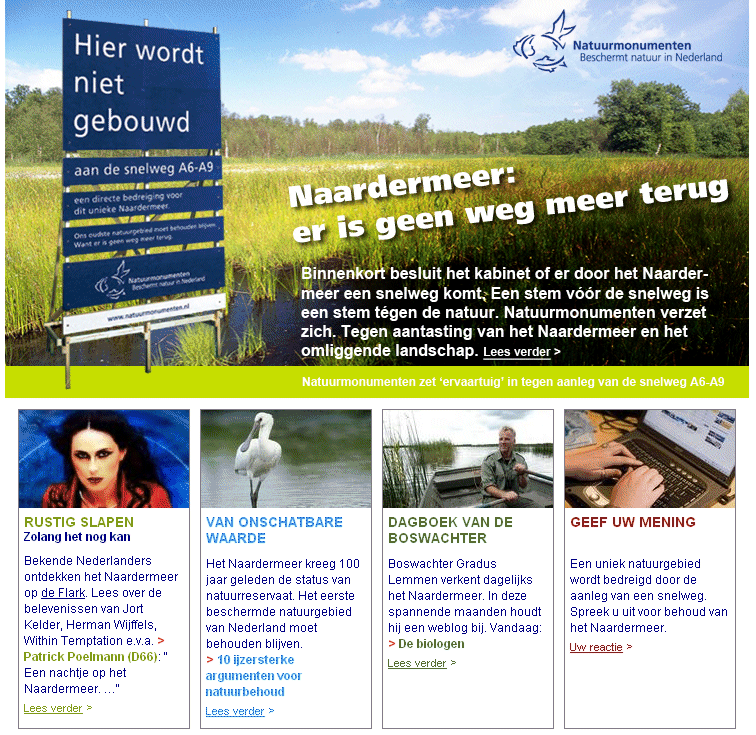 Hier wordt
niet
gebouwd
aan de snelweg A6-A9
een directe bedreiging voor
dit unieke Naardermeer.
Ons oudste natuurgebied moet behouden blijven.
Want er is geen weg meer terug.
Natuurmonumenten
Beschermt natuur in Nederland
www.natuurmonumenten.nl
Natuurmonumenten
Beschermt natuur in Nederland
Naardermeer:
er is geen weg meer terug
Binnenkort besluit het kabinet of er door het Naarder-
meer een snelweg komt. Een stem vóór de snelweg is
een stem tégen de natuur. Natuurmonumenten verzet
zich. Tegen aantasting van het Naardermeer en het
omliggende landschap. Lees verder >
Natuurmonumenten zet ‘ervaartuig’ in tegen aanleg van de snelweg A6-A9
RUSTIG SLAPEN
Zolang het nog kan
Bekende Nederlanders
ontdekken het Naardermeer
op de Flark. Lees over de
belevenissen van Jort
Kelder, Herman Wijffels,
Within Temptation e.v.a. >
Patrick Poelmann (D66): "
Een nachtje op het
Naardermeer. …"
Lees verder >
VAN ONSCHATBARE
WAARDE
Het Naardermeer kreeg 100
jaar geleden de status van
natuurreservaat. Het eerste
beschermde natuurgebied
van Nederland moet
behouden blijven.
> 10 ijzersterke
argumenten voor
natuurbehoud
Lees verder >
DAGBOEK VAN DE
BOSWACHTER
Boswachter Gradus
Lemmen verkent dagelijks
het Naardermeer. In deze
spannende maanden houdt
hij een weblog bij. Vandaag:
> De biologen
Lees verder >
GEEF UW MENING
Een uniek natuurgebied
wordt bedreigd door de
aanleg van een snelweg.
Spreek u uit voor behoud van
het Naardermeer.
Uw reactie >